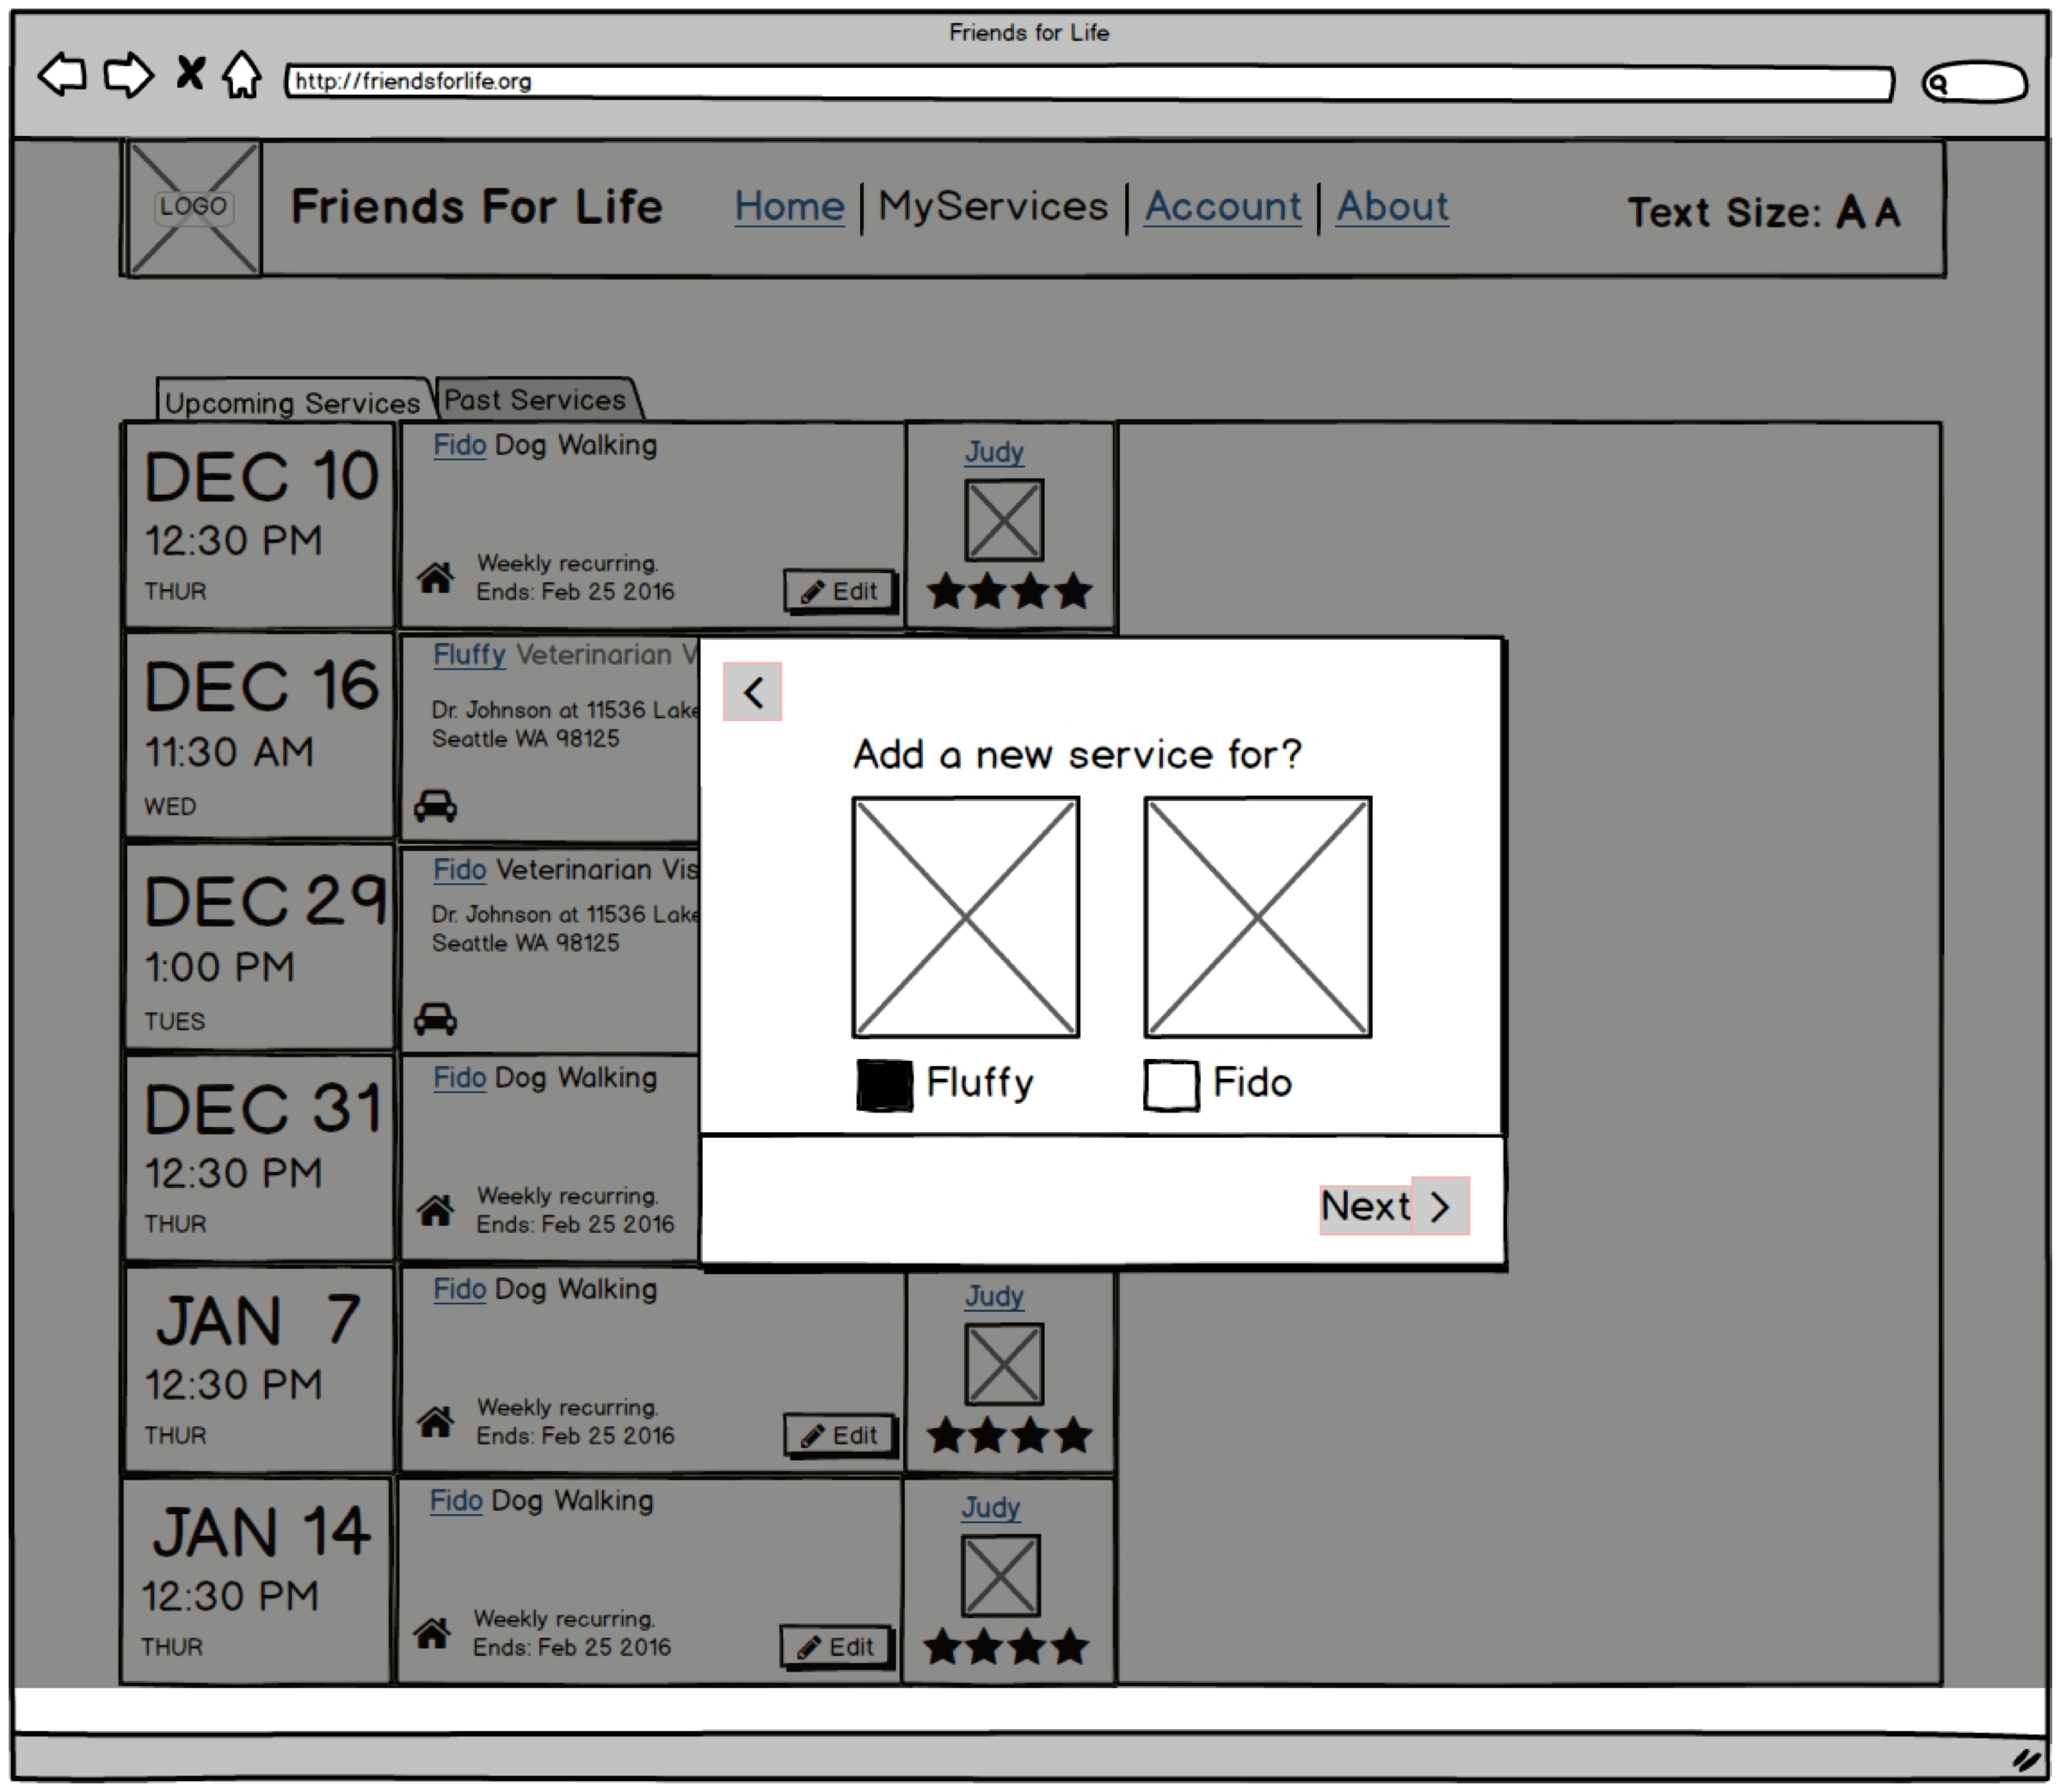 Friends for Life
http://friendsforlife.org
LOGO
Friends For Life
Home MyServices Account About
Text Size: A A
Upcoming Services Past Services
DEC 10
12:30 PM
THUR
Fido Dog Walking
Weekly recurring.
Ends: Feb 25 2016
Edit
Judy
DEC 16
11:30 AM
WED
Fluffy Veterinarian V
Dr. Johnson at 11536 Lake
Seattle WA 98125
DEC 29
1:00 PM
TUES
Fido Veterinarian Vis
Dr. Johnson at 11536 Lake
Seattle WA 98125
DEC 31
12:30 PM
THUR
Fido Dog Walking
Weekly recurring.
Ends: Feb 25 2016
Add a new service for?
Fluffy Fido
Next
JAN 7
12:30 PM
THUR
Fido Dog Walking
Weekly recurring.
Ends: Feb 25 2016
Edit
Judy
JAN 14
12:30 PM
THUR
Fido Dog Walking
Weekly recurring.
Ends: Feb 25 2016
Edit
Judy